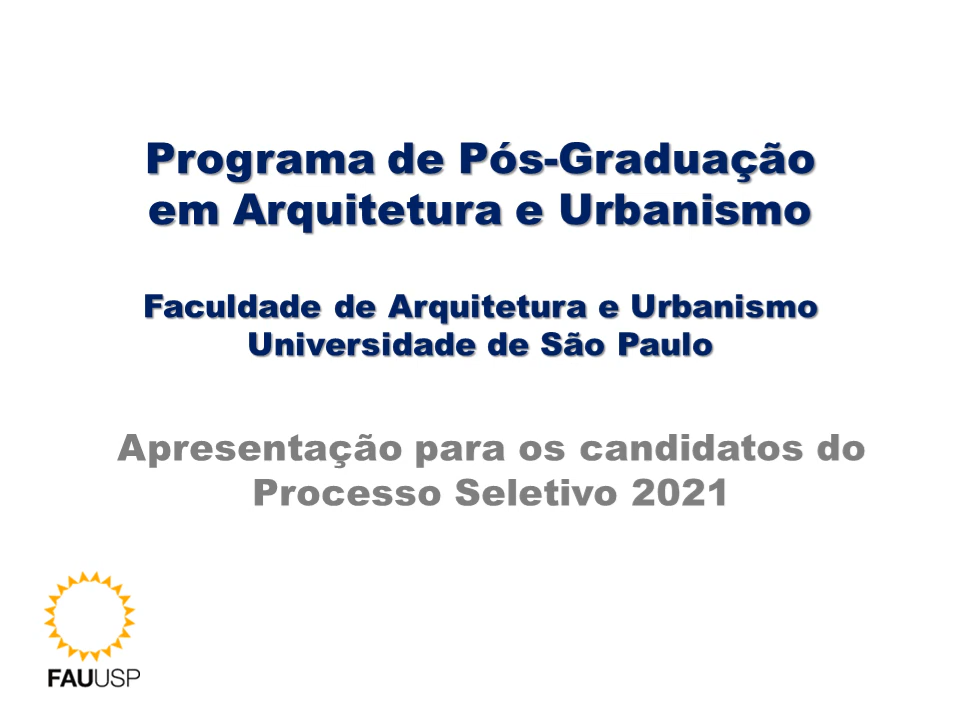 Programa de Pós-Graduação
em Arquitetura e Urbanismo
Faculdade de Arquitetura e Urbanismo
Universidade de São Paulo
Apresentação para os candidatos do
Processo Seletivo 2021
FAUUSP